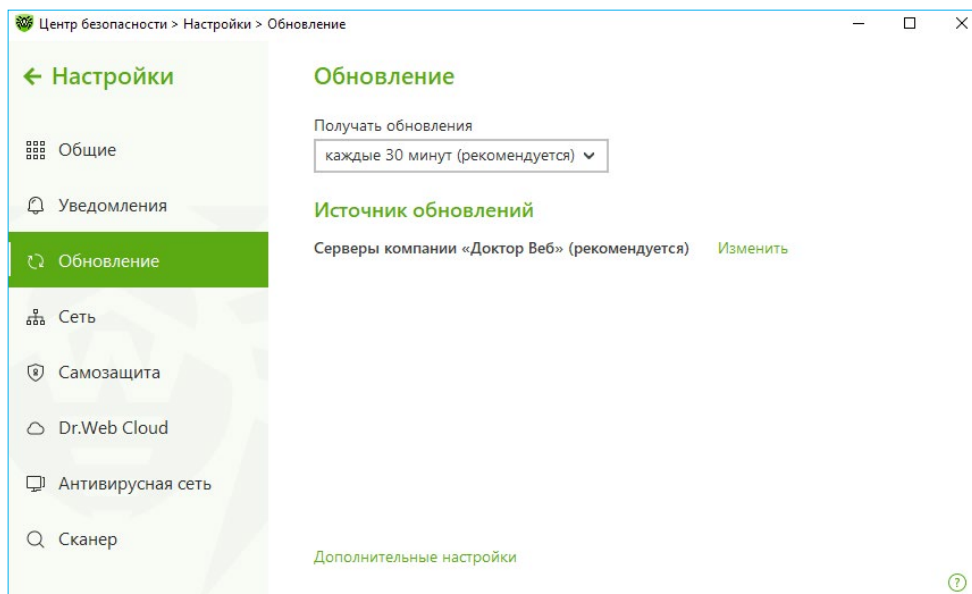 Центр безопасности > Настройки > Обновление
Настройки
Общие
Уведомления
Обновление
Сеть
Самозащита
Dr.Web Cloud
Антивирусная сеть
Сканер
Обновление
Получать обновления
каждые 30 минут (рекомендуется)
Источник обновлений
Серверы компании «Доктор Веб» (рекомендуется) Изменить
Дополнительные настройки
?